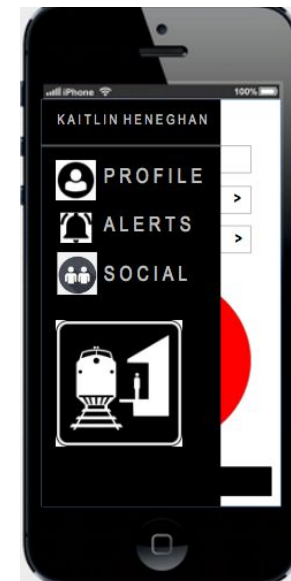 iPhone 100%
KAITLIN HENEGHAN
PROFILE
>
ALERTS
>
SOCIAL